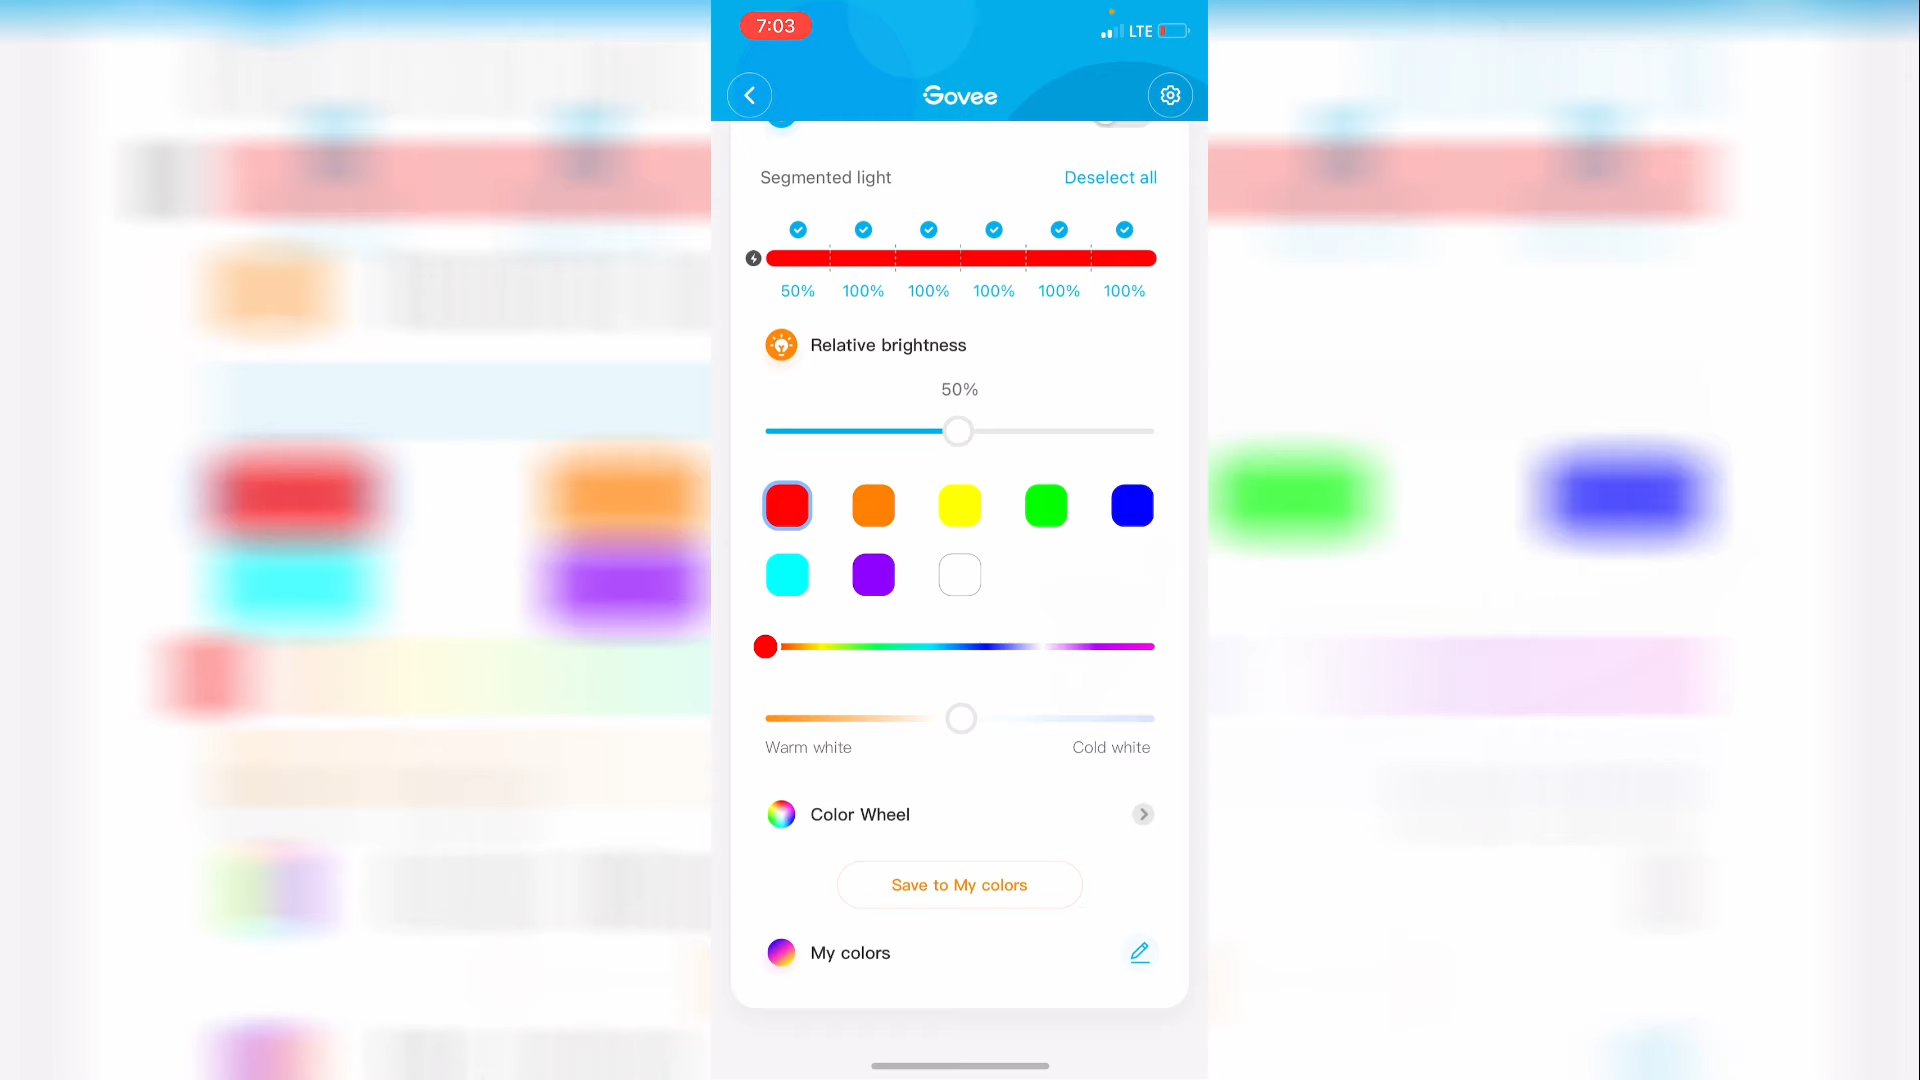 7:03
LTE
Govee
Segmented light
Deselect all
50% 100% 100% 100% 100% 100%
Relative brightness
50%
Warm white
Cold white
Color Wheel
Save to My colors
My colors